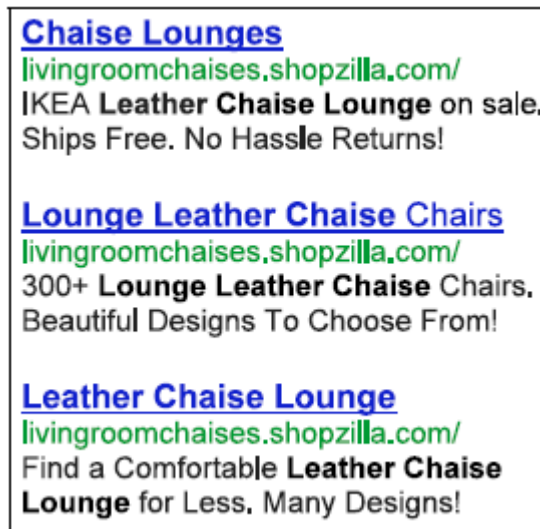 Chaise Lounges
livingroomchaises.shopzilla.com/
IKEA Leather Chaise Lounge on sale.
Ships Free. No Hassle Returns!
Lounge Leather Chaise Chairs
livingroomchaises.shopzilla.com/
300+ Lounge Leather Chaise Chairs.
Beautiful Designs To Choose From!
Leather Chaise Lounge
livingroomchaises.shopzilla.com/
Find a Comfortable Leather Chaise
Lounge for Less. Many Designs!